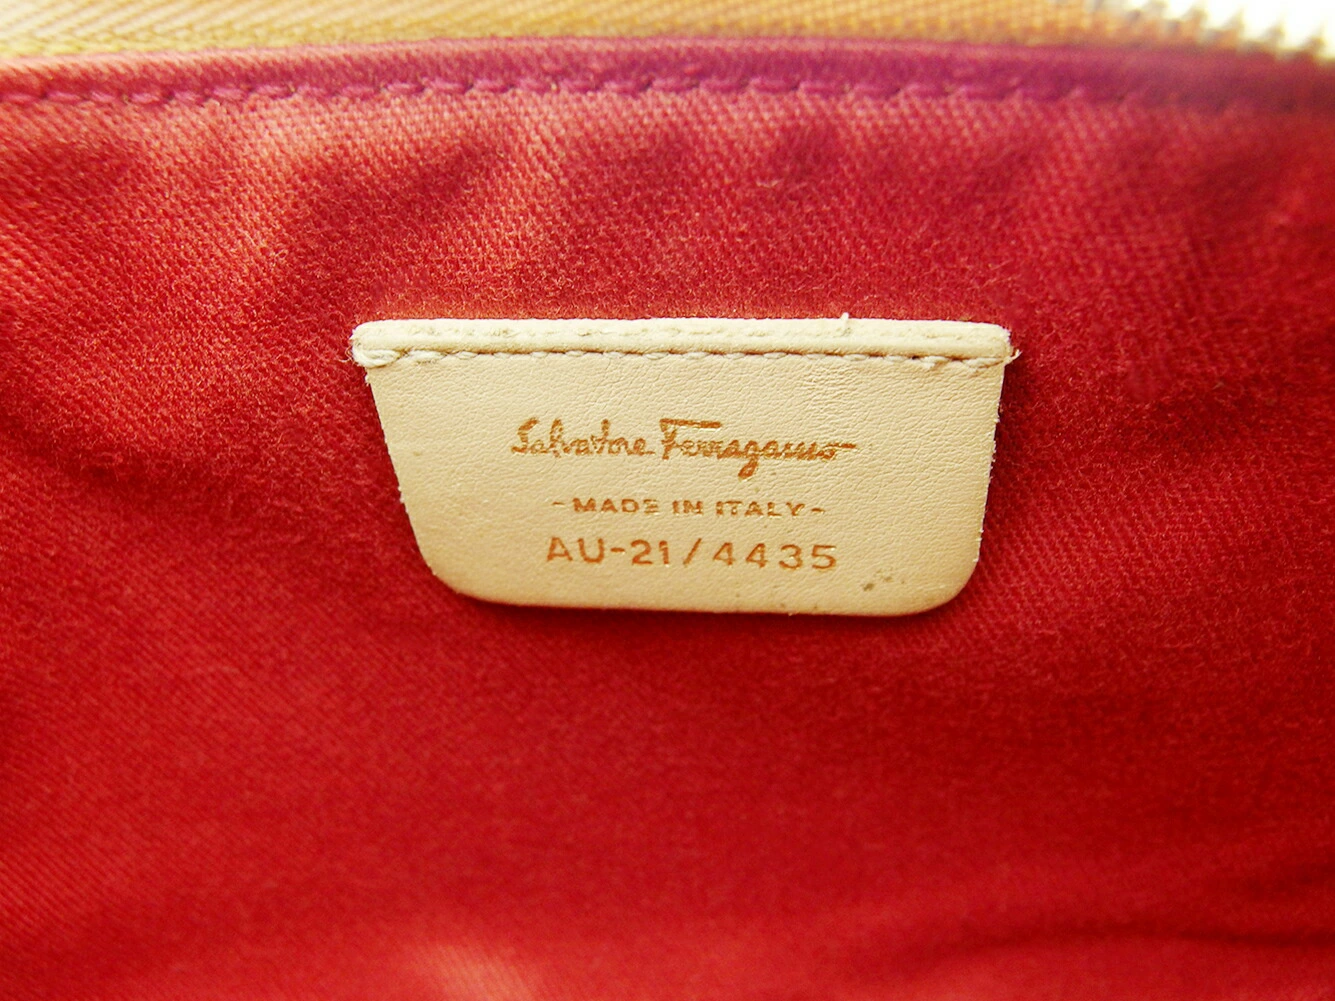 Salvatore Ferragamo
-MADE IN ITALY-
AU-21/4435